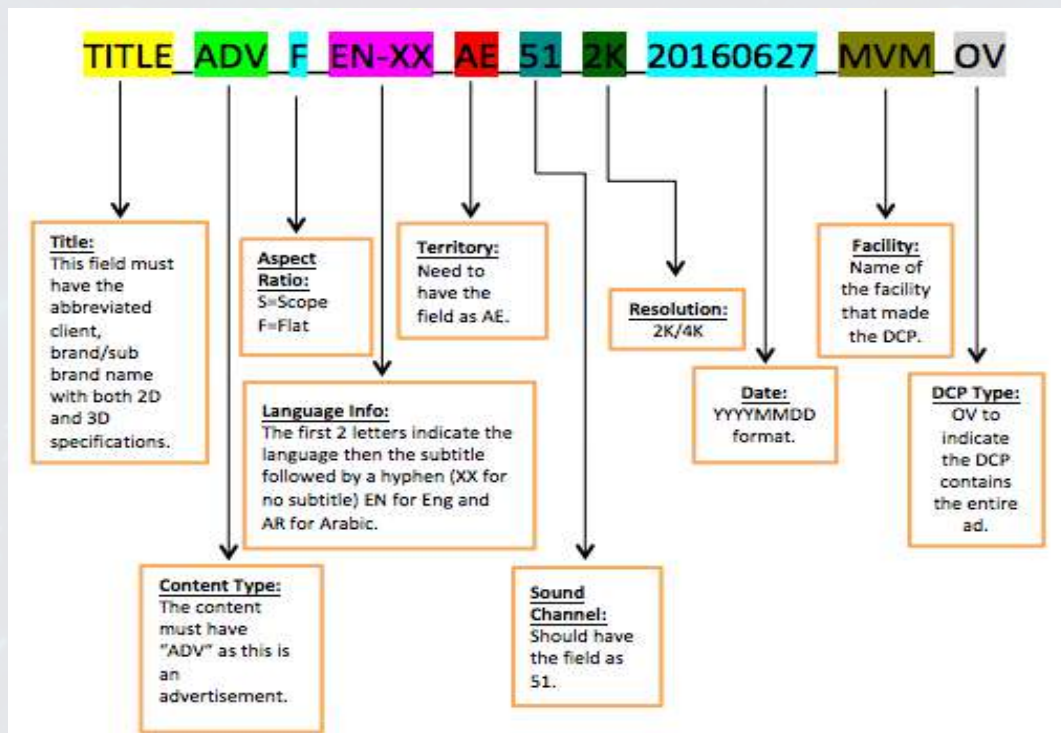 TITLE_ADV_F_EN-XX_AE_51_2K_20160627_MVM_OV
Title:
This field must
have the
abbreviated
client,
brand/sub
brand name
with both 2D
and 3D
specifications.
Aspect
Ratio:
S=Scope
F=Flat
Territory:
Need to
have the
field as AE.
Resolution:
2K/4K
Facility:
Name of
the facility
that made
the DCP.
Language Info:
The first 2 letters indicate the
language then the subtitle
followed by a hyphen (XX for
no subtitle) EN for Eng and
AR for Arabic.
Date:
YYYYMMDD
format.
DCP Type:
OV to
indicate
the DCP
contains
the entire
ad.
Content Type:
The content
must have
"ADV" as this is
an
advertisement.
Sound
Channel:
Should have
the field as
51.